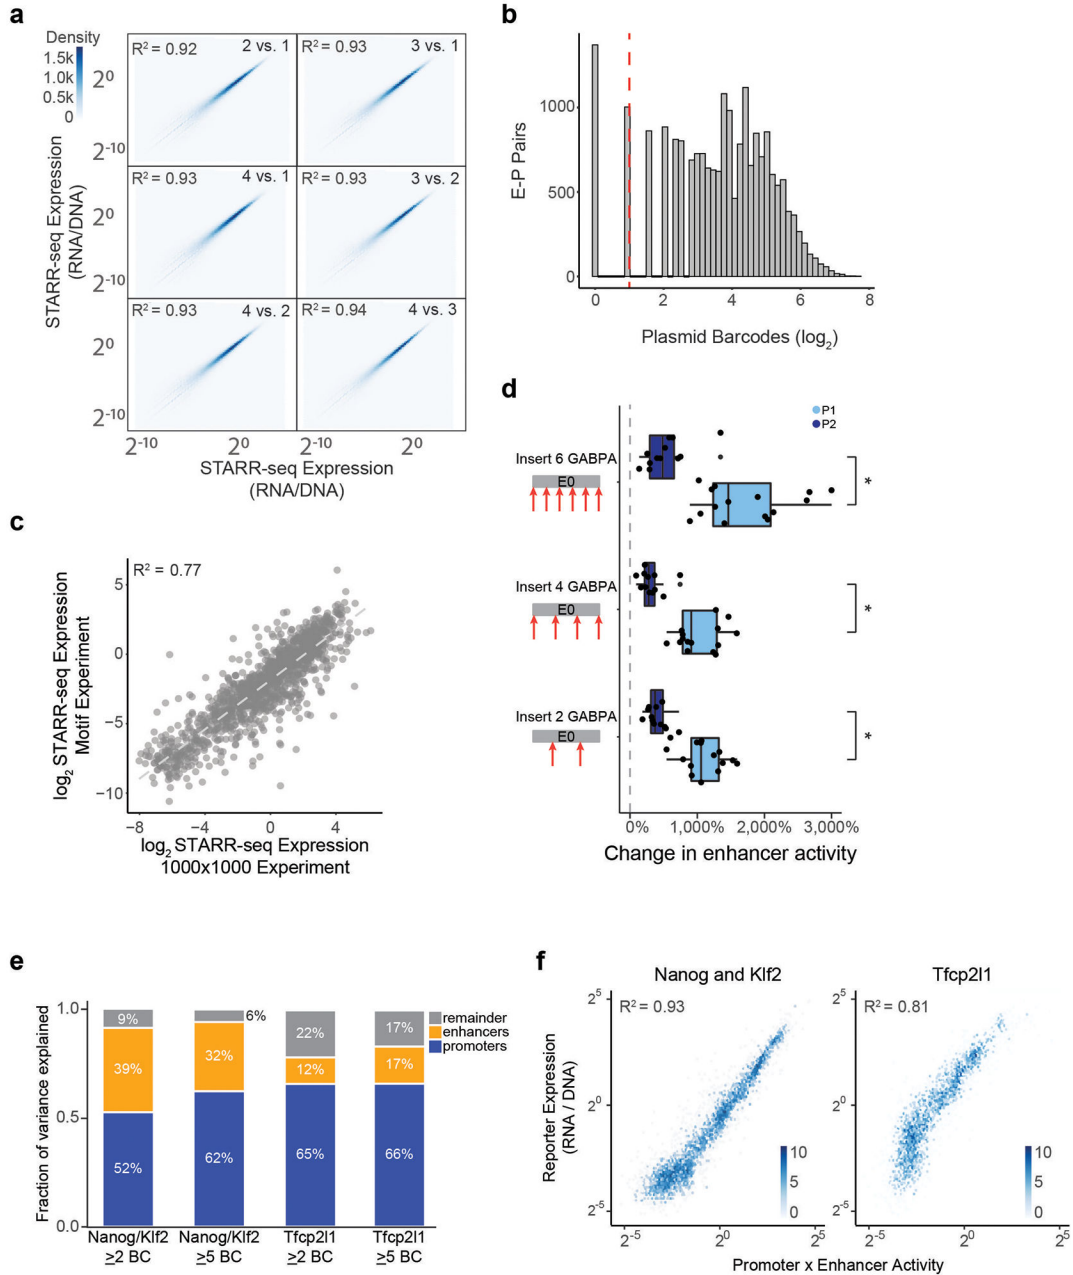 a
Density
1.5k
1.0k
0.5k
0
STARR-seq Expression
(RNA/DNA)
2⁰
2⁻¹⁰
2⁰
2⁻¹⁰
2⁰
2⁻¹⁰
R² = 0.92
2 vs. 1
R² = 0.93
3 vs. 1
R² = 0.93
4 vs. 1
R² = 0.93
3 vs. 2
R² = 0.93
4 vs. 2
R² = 0.94
4 vs. 3
2⁻¹⁰
2⁰
2⁻¹⁰
2⁰
STARR-seq Expression
(RNA/DNA)
b
E-P Pairs
1000
500
0
0
2
4
6
8
Plasmid Barcodes (log₂)
c
R² = 0.77
log₂ STARR-seq Expression
Motif Experiment
5
0
−5
−10
−8
−4
0
4
log₂ STARR-seq Expression
1000x1000 Experiment
d
P1
P2
Insert 6 GABPA
E0
*
Insert 4 GABPA
E0
*
Insert 2 GABPA
E0
*
0%
1,000%
2,000%
3,000%
Change in enhancer activity
e
Fraction of variance explained
1.0
0.5
0.0
9%
39%
52%
6%
32%
62%
22%
12%
65%
17%
17%
66%
remainder
enhancers
promoters
Nanog/Klf2
≥2 BC
Nanog/Klf2
≥5 BC
Tfcp2l1
≥2 BC
Tfcp2l1
≥5 BC
f
Nanog and Klf2
Tfcp2l1
Reporter Expression
(RNA / DNA)
2⁵
2⁰
2⁻⁵
R² = 0.93
10
5
0
2⁻⁵
2⁰
2⁵
2⁵
2⁰
2⁻⁵
R² = 0.81
10
5
0
2⁻⁵
2⁰
2⁵
Promoter x Enhancer Activity